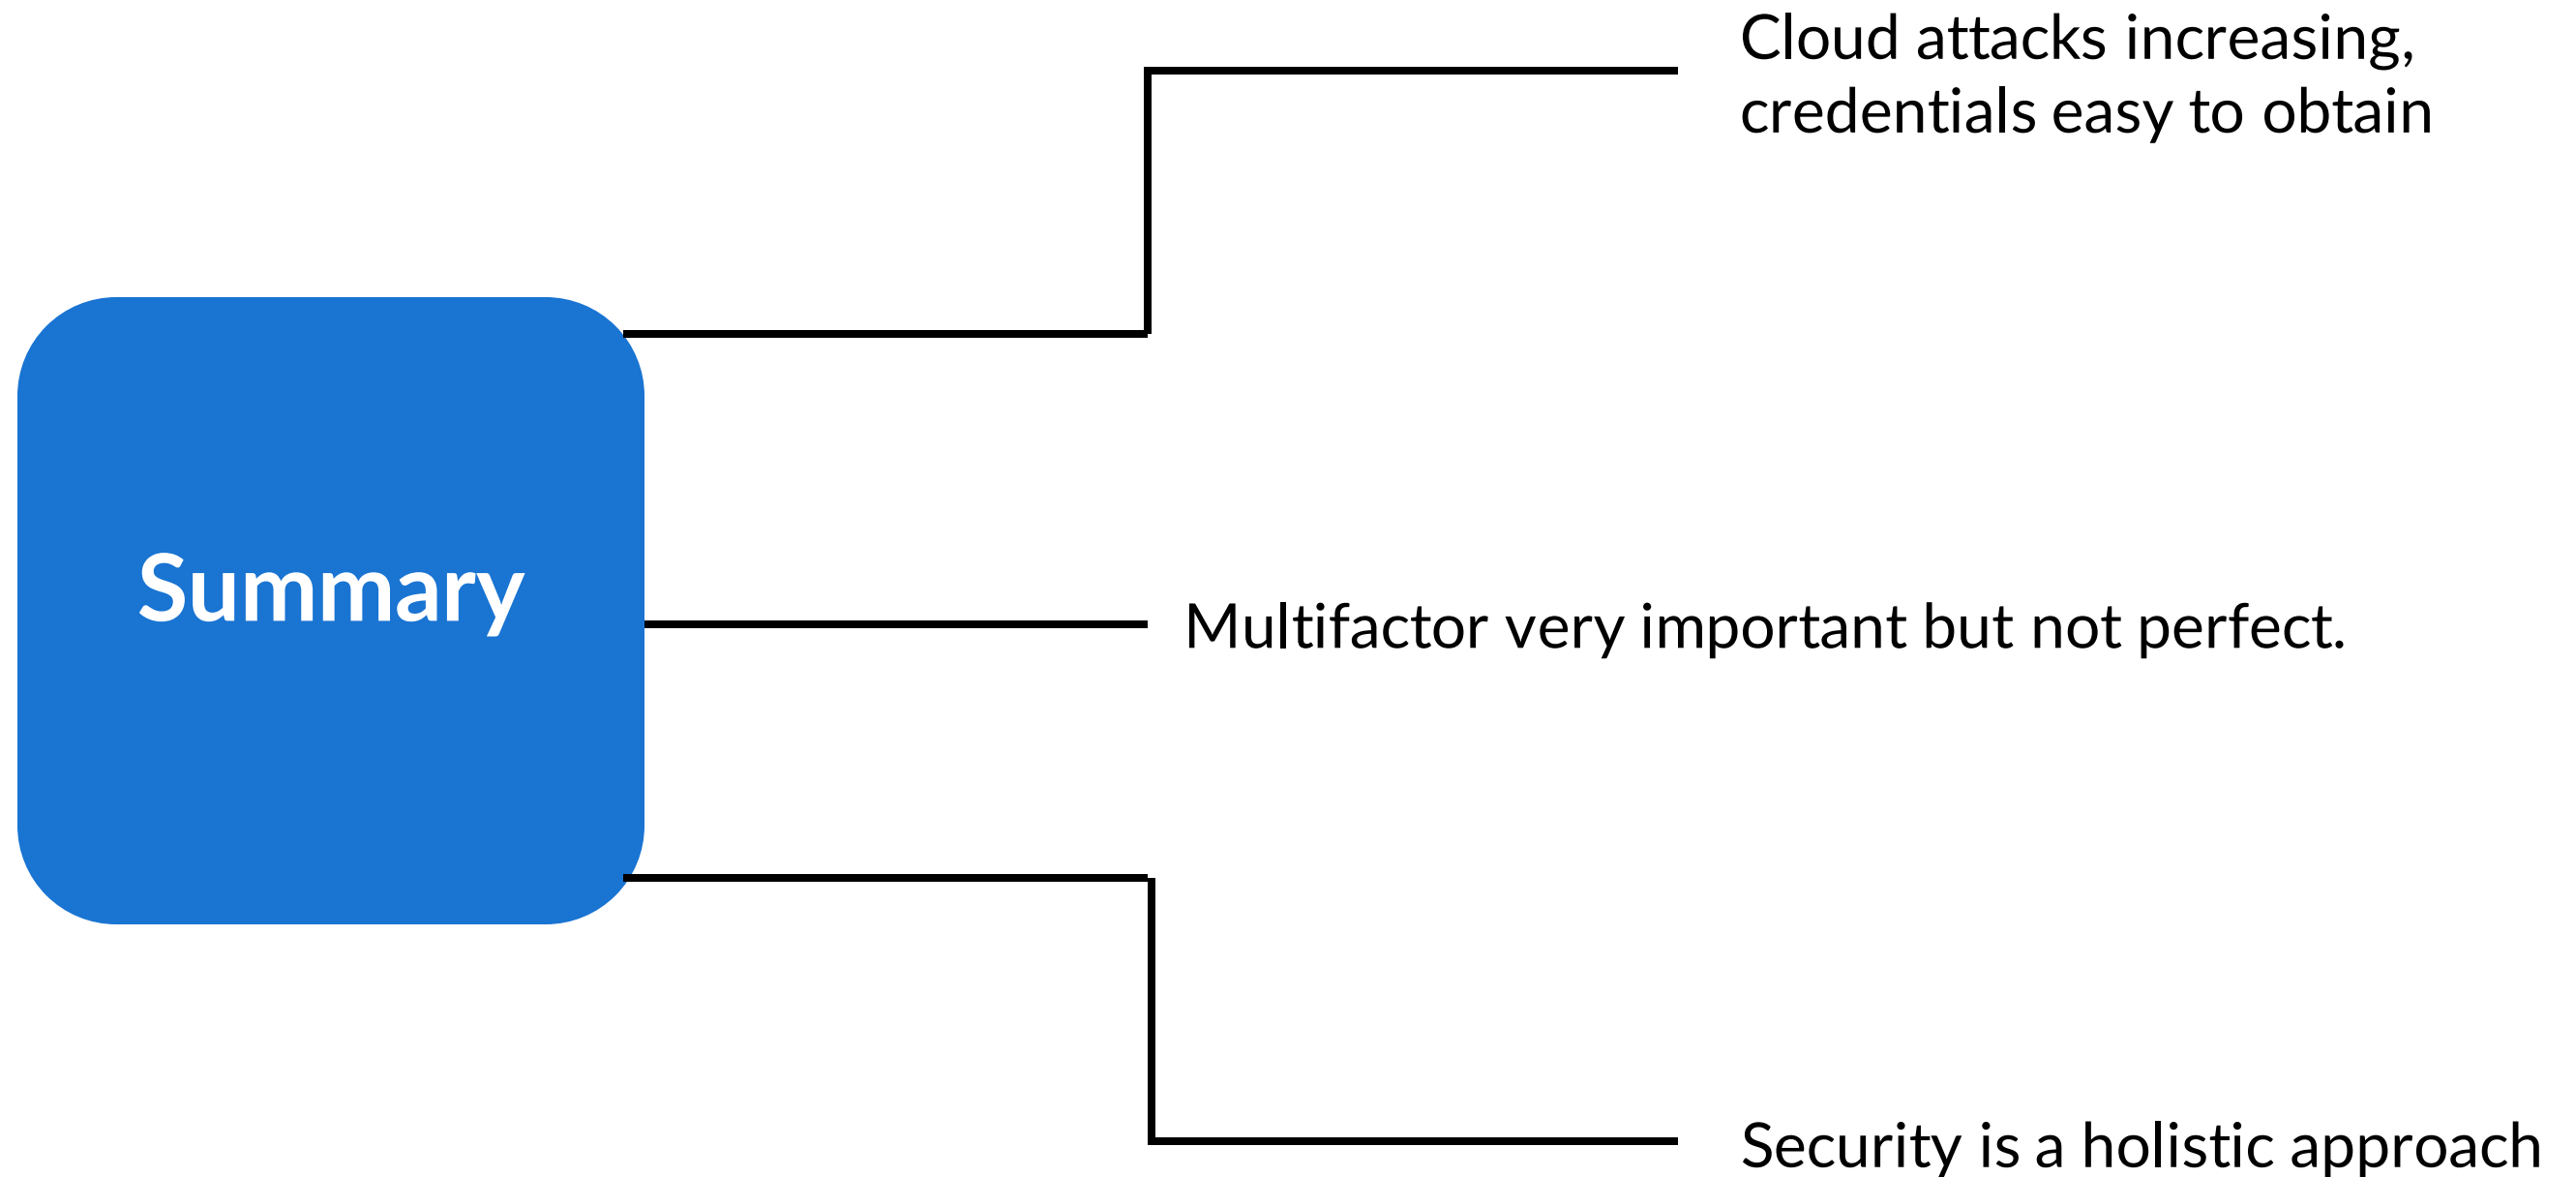 Cloud attacks increasing,
credentials easy to obtain
Summary
Multifactor very important but not perfect.
Security is a holistic approach